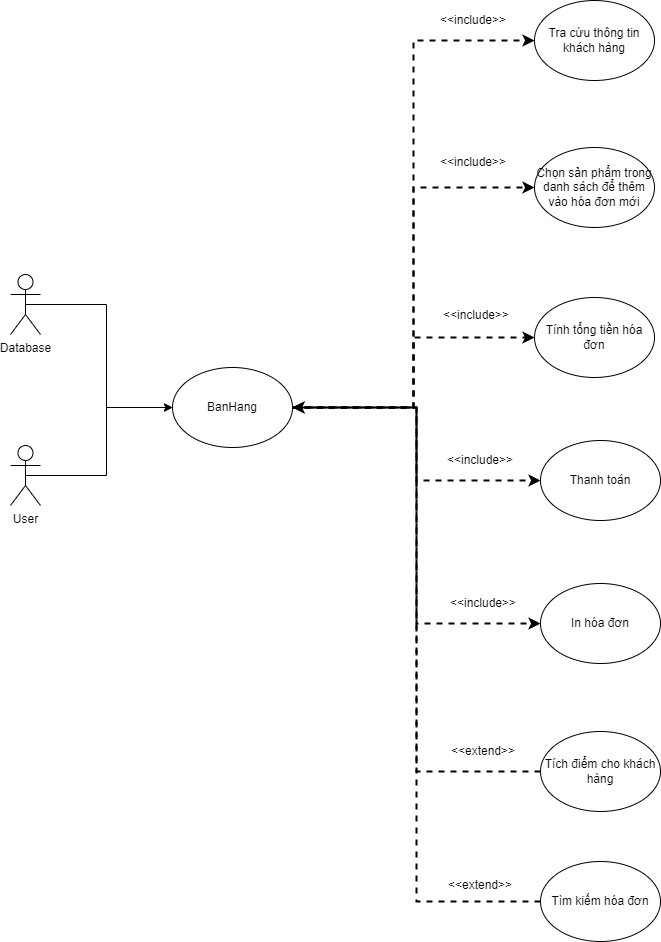 <<include>>
Tra cứu thông tin
khách hàng
<<include>>
Chọn sản phẩm trong
danh sách để thêm
vào hóa đơn mới
<<include>>
Tính tổng tiền hóa
đơn
Database
BanHang
User
<<include>>
Thanh toán
<<include>>
In hóa đơn
<<extend>>
Tích điểm cho khách
hàng
<<extend>>
Tìm kiếm hóa đơn